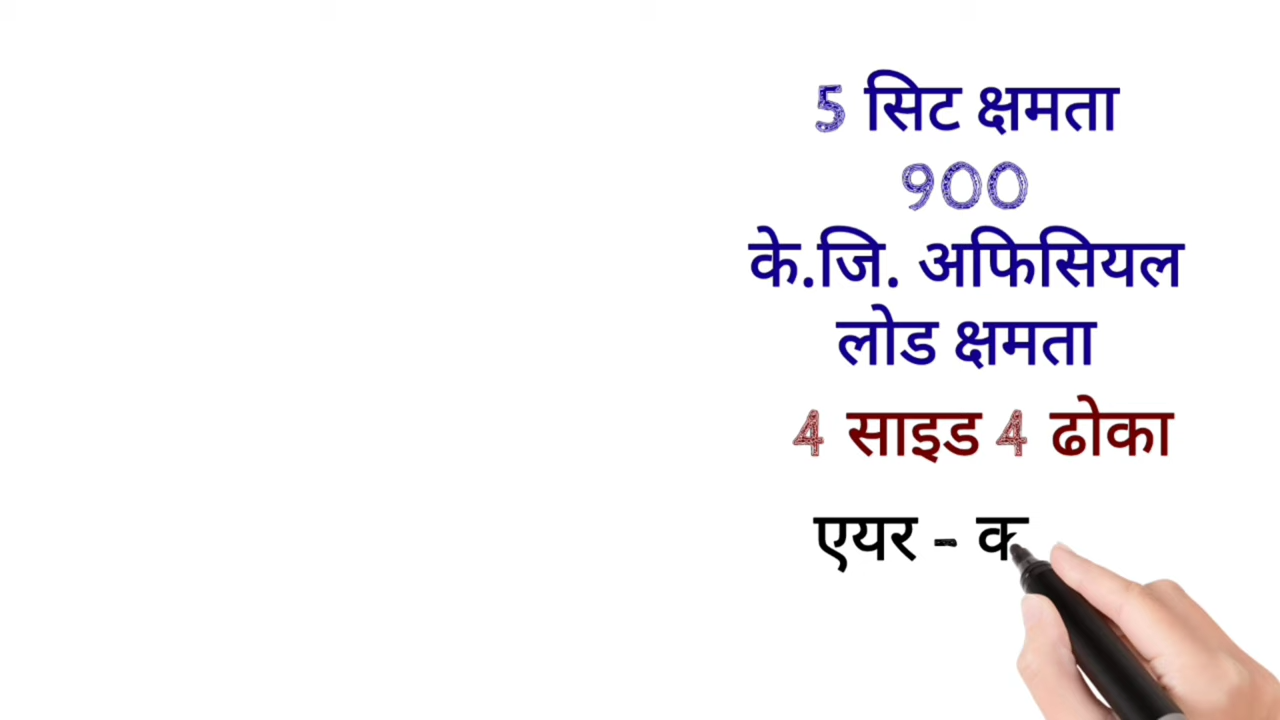 5 सिट क्षमता
900
के.जि. अफिसियल
लोड क्षमता
4 साइड 4 ढोका
एयर - क